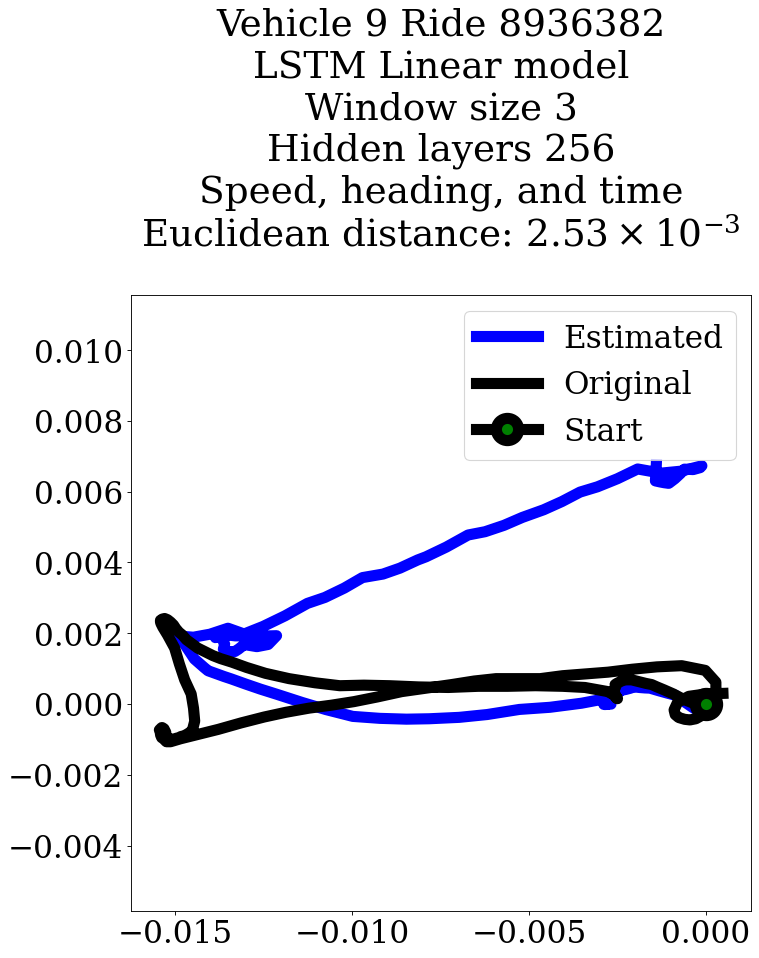 Vehicle 9 Ride 8936382
LSTM Linear model
Window size 3
Hidden layers 256
Speed, heading, and time
Euclidean distance: 2.53 × 10⁻³
Estimated
Original
Start
0.010
0.008
0.006
0.004
0.002
0.000
−0.002
−0.004
−0.015 −0.010 −0.005 0.000